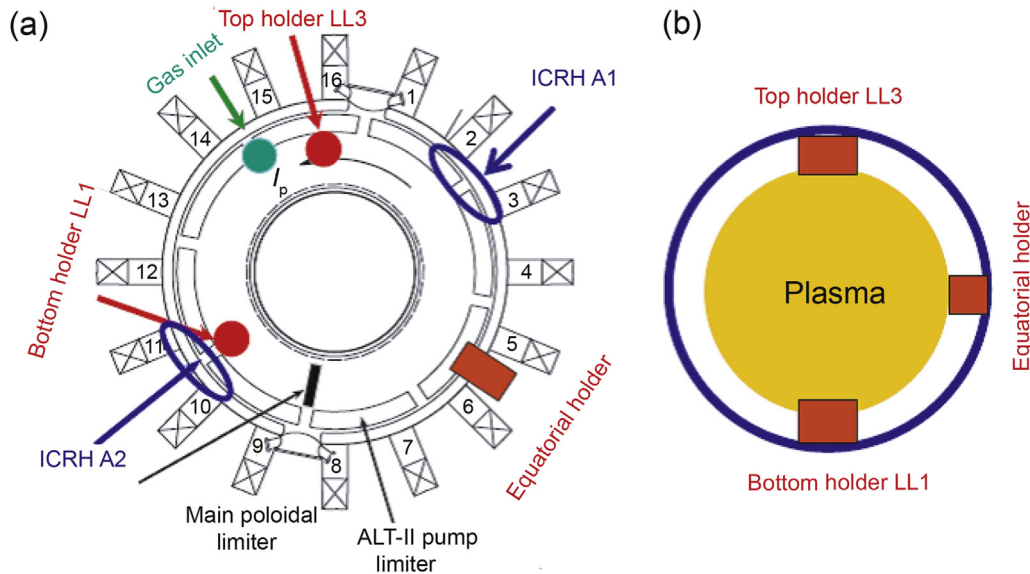 (a)
Top holder LL3
Gas inlet
ICRH A1
16
1
15
2
14
3
13
Ip
12
4
Bottom holder LL1
11
5
10
6
9
8
7
ICRH A2
Equatorial holder
Main poloidal
limiter
ALT-II pump
limiter
(b)
Top holder LL3
Plasma
Equatorial holder
Bottom holder LL1